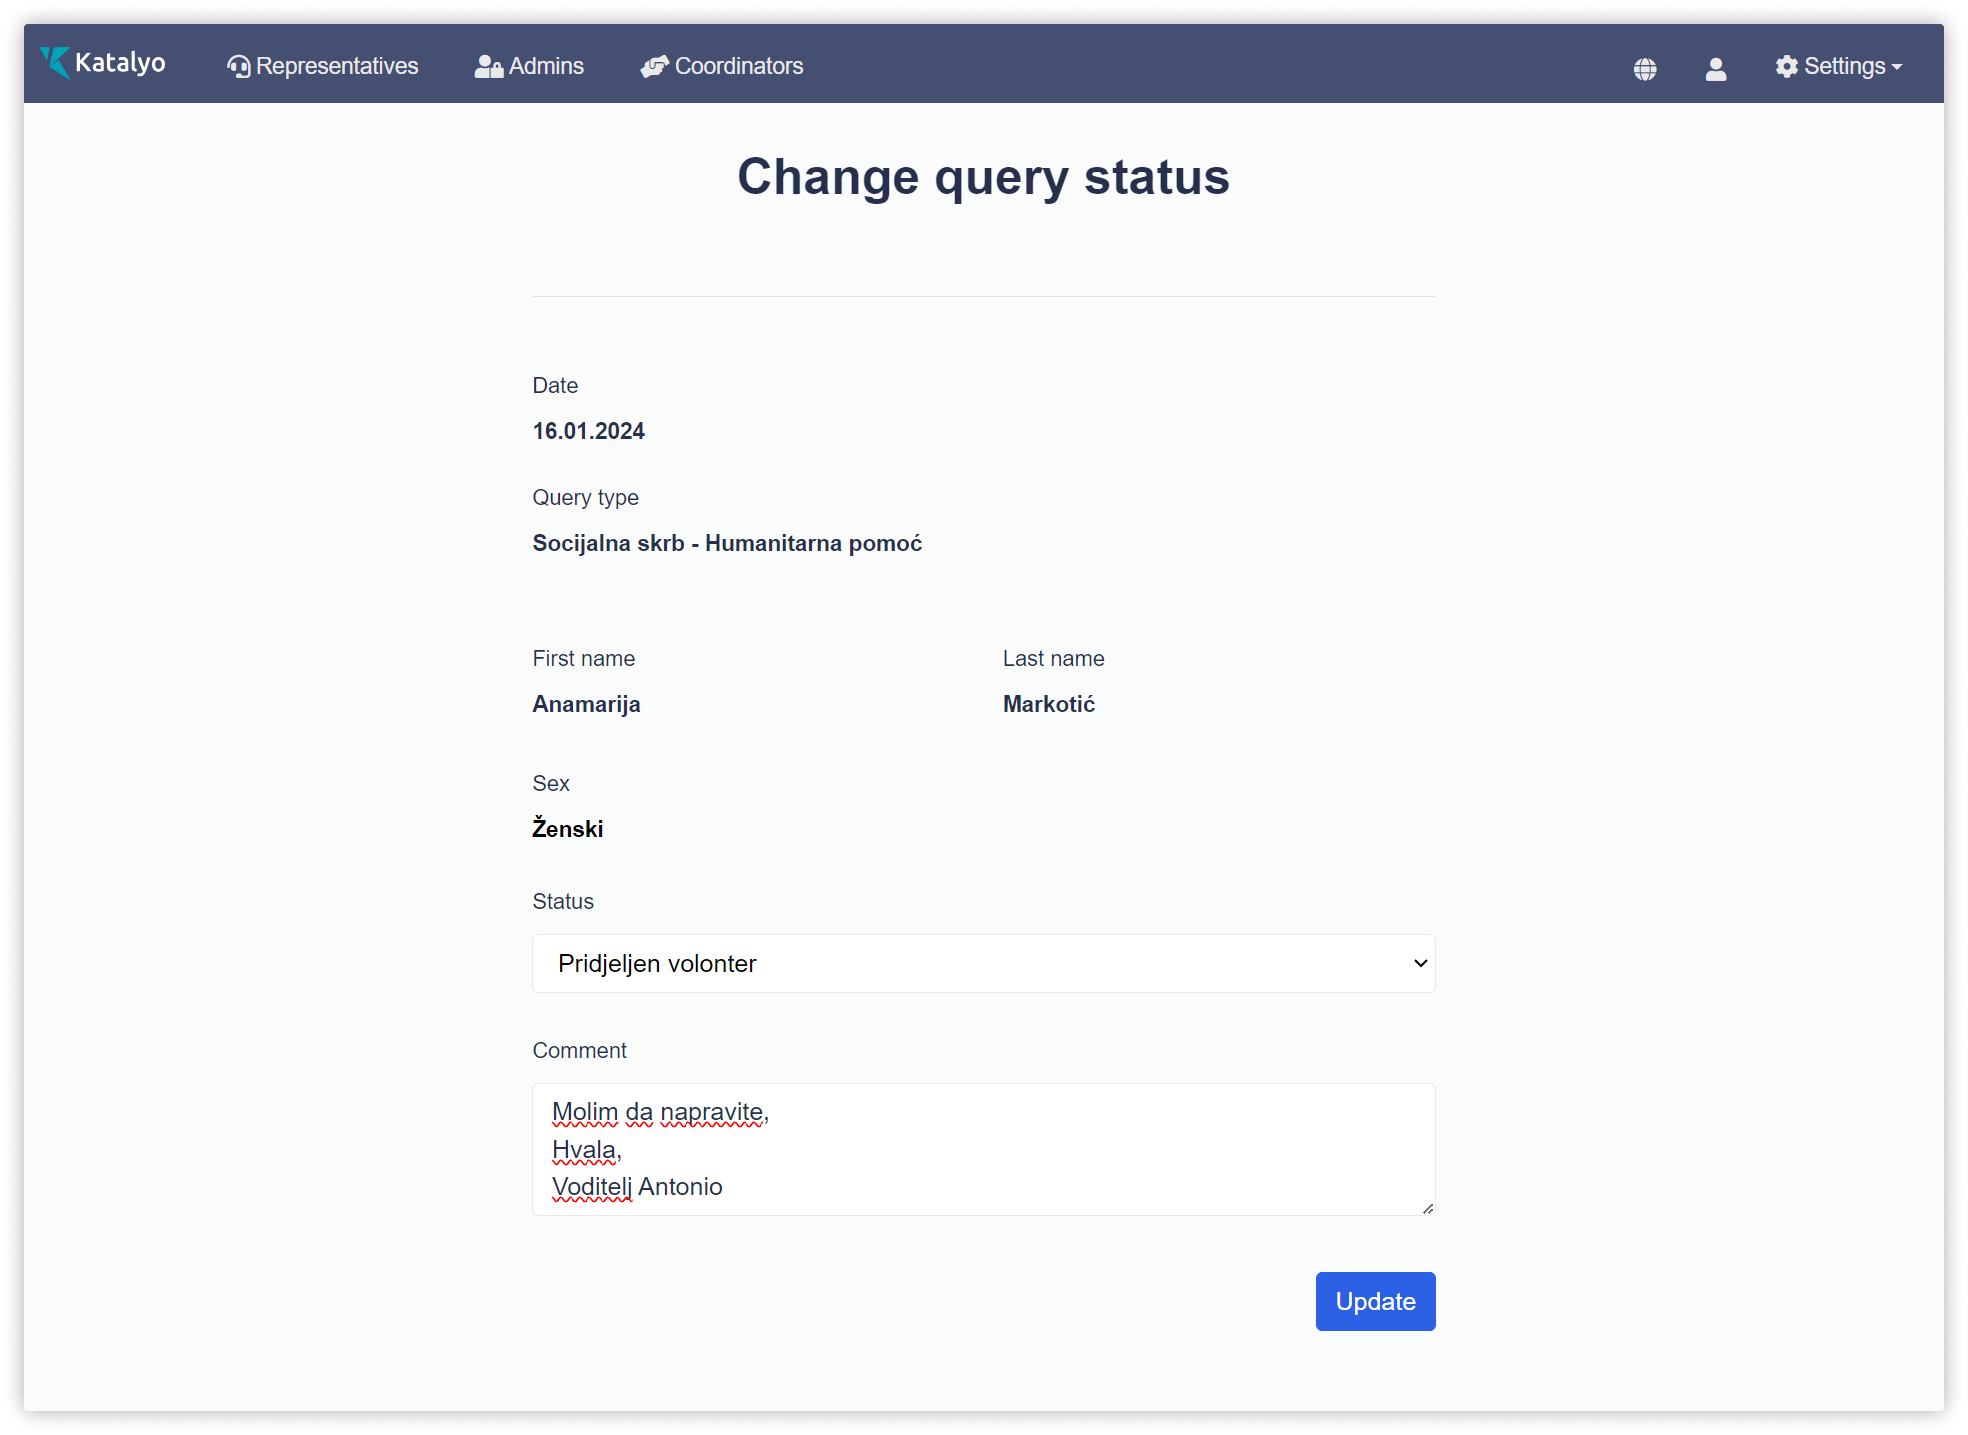 Katalyo Representatives Admins Coordinators Settings
Change query status
Date
16.01.2024
Query type
Socijalna skrb - Humanitarna pomoć
First name Last name
Anamarija Markotić
Sex
Ženski
Status
Pridjeljen volonter
Comment
Molim da napravite,
Hvala,
Voditelj Antonio
Update